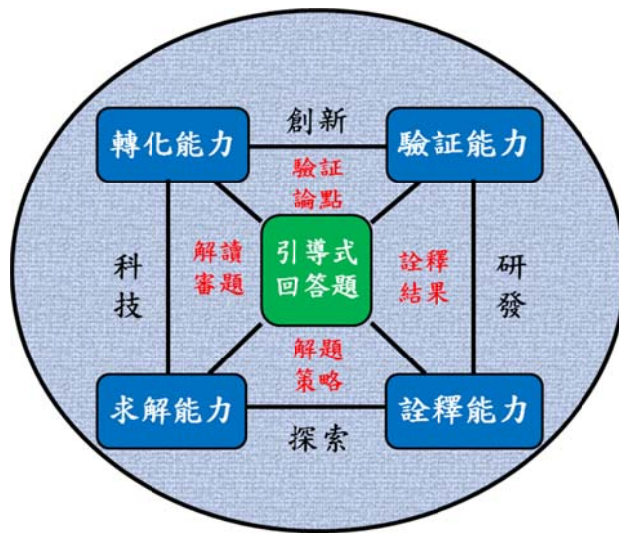 創新
轉化能力
驗証能力
驗証
論點
科
技
解讀
審題
引導式
回答題
詮釋
結果
研
發
解題
策略
求解能力
詮釋能力
探索